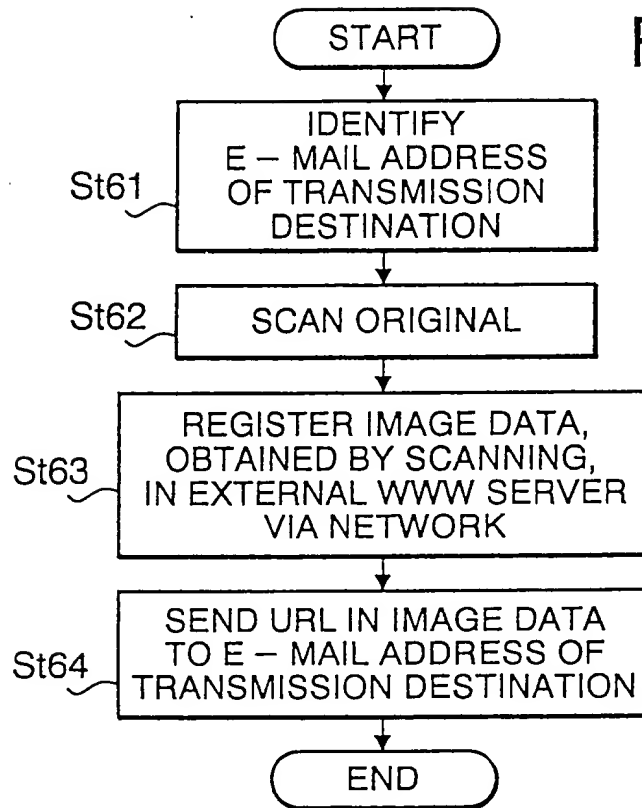 START
IDENTIFY
E – MAIL ADDRESS
OF TRANSMISSION
DESTINATION
St61
SCAN ORIGINAL
St62
REGISTER IMAGE DATA,
OBTAINED BY SCANNING,
IN EXTERNAL WWW SERVER
VIA NETWORK
St63
SEND URL IN IMAGE DATA
TO E – MAIL ADDRESS OF
TRANSMISSION DESTINATION
St64
END